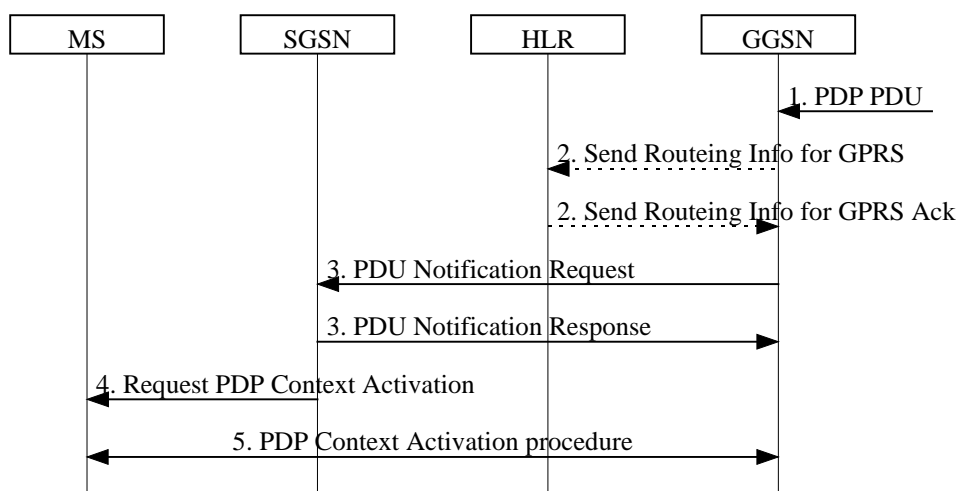 MS SGSN HLR GGSN
1. PDP PDU
2. Send Routeing Info for GPRS
2. Send Routeing Info for GPRS Ack
3. PDU Notification Request
3. PDU Notification Response
4. Request PDP Context Activation
5. PDP Context Activation procedure